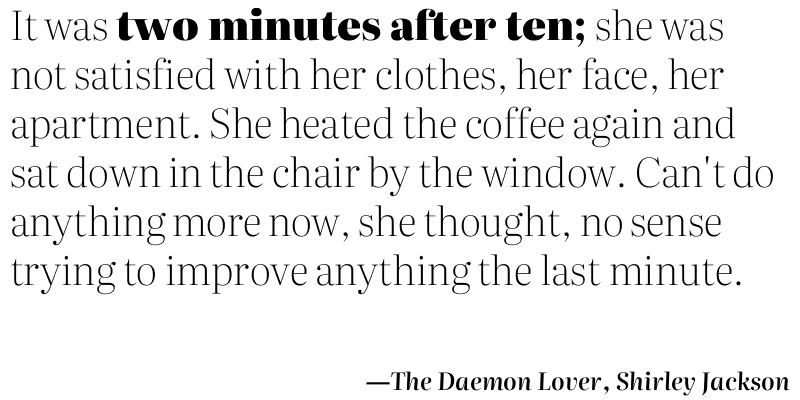 It was two minutes after ten; she was
not satisfied with her clothes, her face, her
apartment. She heated the coffee again and
sat down in the chair by the window. Can't do
anything more now, she thought, no sense
trying to improve anything the last minute.
—The Daemon Lover, Shirley Jackson